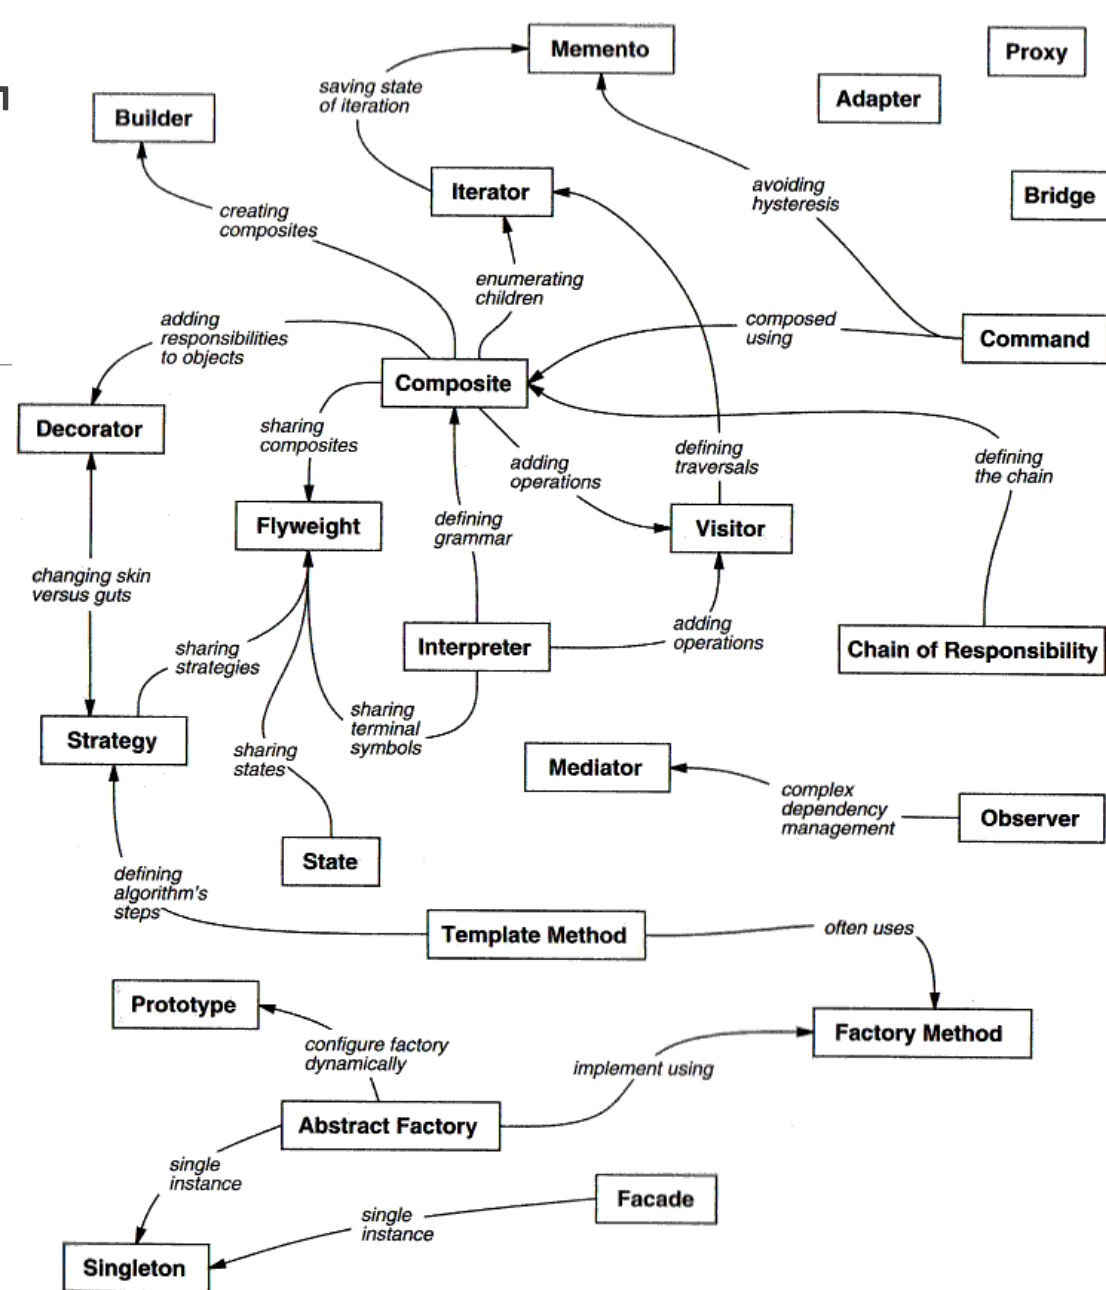 Memento
Proxy
Adapter
saving state
of iteration
Builder
Iterator
avoiding
hysteresis
Bridge
creating
composites
enumerating
children
adding
responsibilities
to objects
composed
using
Command
Composite
Decorator
sharing
composites
adding
operations
defining
traversals
defining
the chain
Flyweight
defining
grammar
Visitor
changing skin
versus guts
sharing
strategies
Interpreter
adding
operations
Chain of Responsibility
Strategy
sharing
states
sharing
terminal
symbols
Mediator
complex
dependency
management
Observer
State
defining
algorithm's
steps
Template Method
often uses
Prototype
configure factory
dynamically
implement using
Factory Method
Abstract Factory
single
instance
Facade
single
instance
Singleton